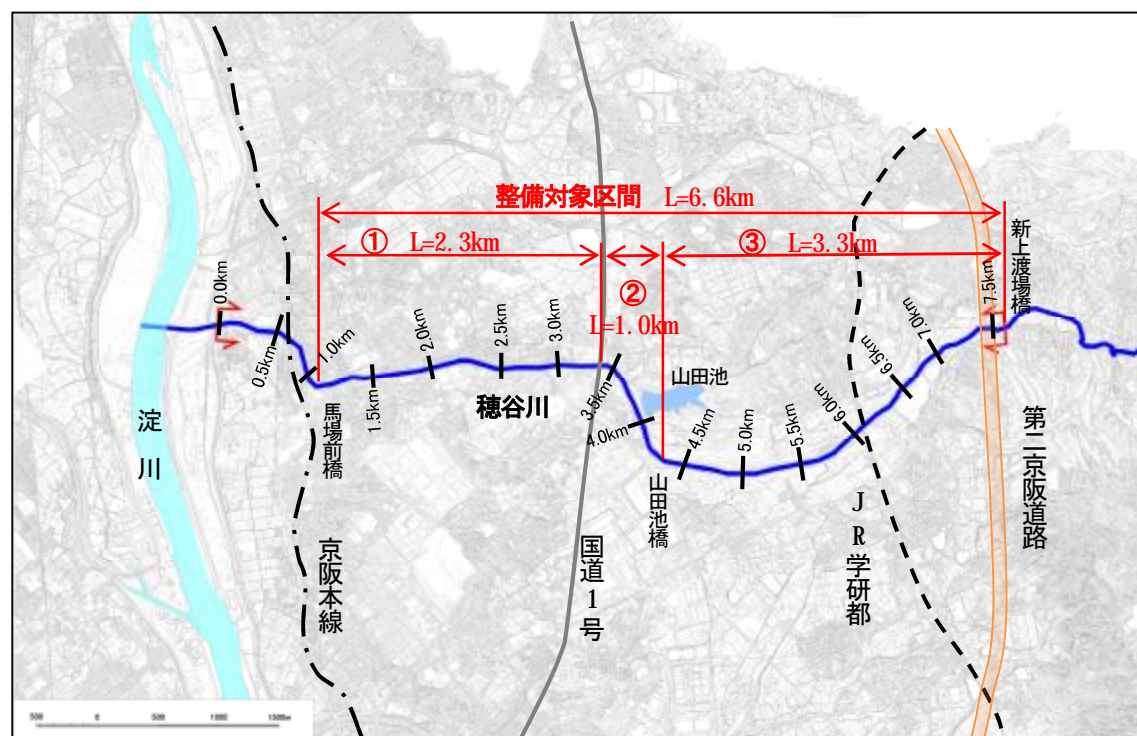 整備対象区間 L=6.6km
① L=2.3km
②
L=1.0km
③ L=3.3km
新上渡場橋
0.0km
0.5km
1.0km
1.5km
2.0km
2.5km
3.0km
3.5km
4.0km
4.5km
5.0km
5.5km
6.0km
6.5km
7.0km
7.5km
山田池
穂谷川
馬場前橋
山田池橋
淀川
京阪本線
国道1号
JR学研都
第二京阪道路
500 0 500 1000 1500m